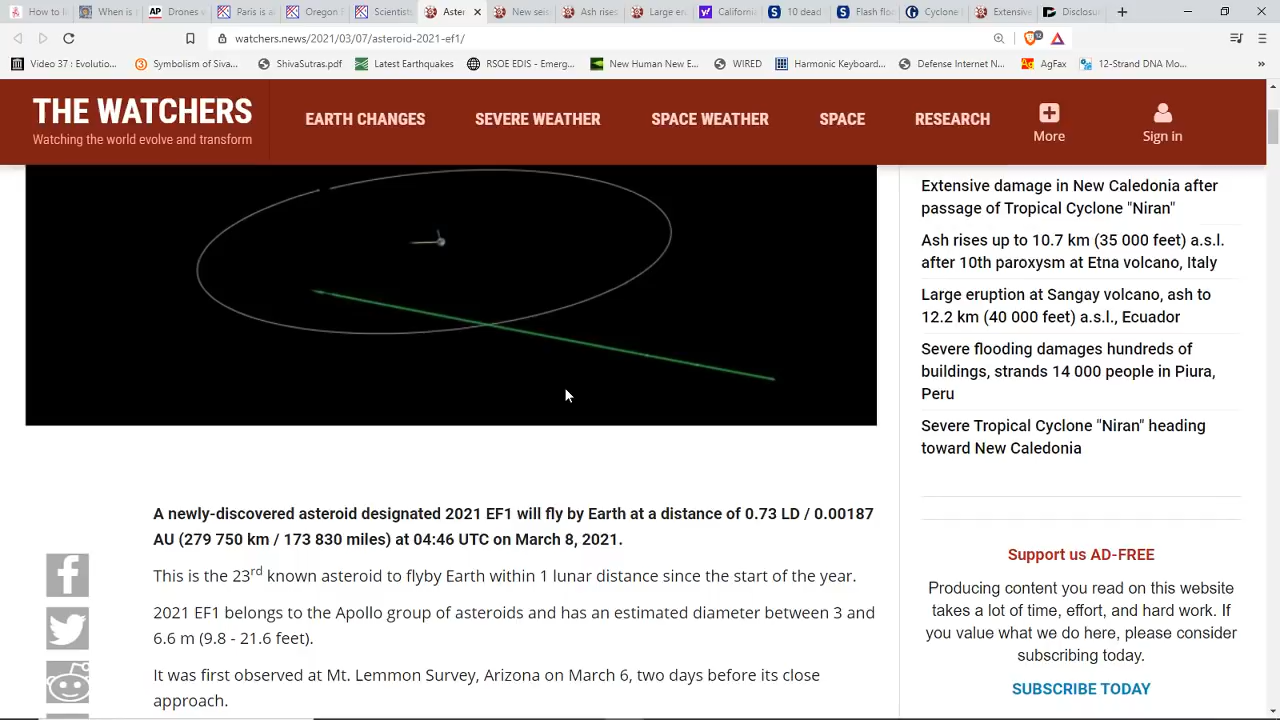 How to li
When is
AP Drones
Paris is a
Oregon F
Scientist
Aster
New seis
Ash rises
Large er
California
10 dead
Flash flo
Cyclone
Extensive
Disclosu
watchers.news/2021/03/07/asteroid-2021-ef1/
12
Video 37 : Evolutio...
Symbolism of Siva...
ShivaSutras.pdf
Latest Earthquakes
RSOE EDIS - Emerg...
New Human New E...
WIRED
Harmonic Keyboard...
Defense Internet N...
AgFax
12-Strand DNA Mo...
»
THE WATCHERS
Watching the world evolve and transform
EARTH CHANGES
SEVERE WEATHER
SPACE WEATHER
SPACE
RESEARCH
More
Sign in
A newly-discovered asteroid designated 2021 EF1 will fly by Earth at a distance of 0.73 LD / 0.00187
AU (279 750 km / 173 830 miles) at 04:46 UTC on March 8, 2021.
This is the 23rd known asteroid to flyby Earth within 1 lunar distance since the start of the year.
2021 EF1 belongs to the Apollo group of asteroids and has an estimated diameter between 3 and
6.6 m (9.8 - 21.6 feet).
It was first observed at Mt. Lemmon Survey, Arizona on March 6, two days before its close
approach.
Extensive damage in New Caledonia after
passage of Tropical Cyclone "Niran"
Ash rises up to 10.7 km (35 000 feet) a.s.l.
after 10th paroxysm at Etna volcano, Italy
Large eruption at Sangay volcano, ash to
12.2 km (40 000 feet) a.s.l., Ecuador
Severe flooding damages hundreds of
buildings, strands 14 000 people in Piura,
Peru
Severe Tropical Cyclone "Niran" heading
toward New Caledonia
Support us AD-FREE
Producing content you read on this website
takes a lot of time, effort, and hard work. If
you value what we do here, please consider
subscribing today.
SUBSCRIBE TODAY